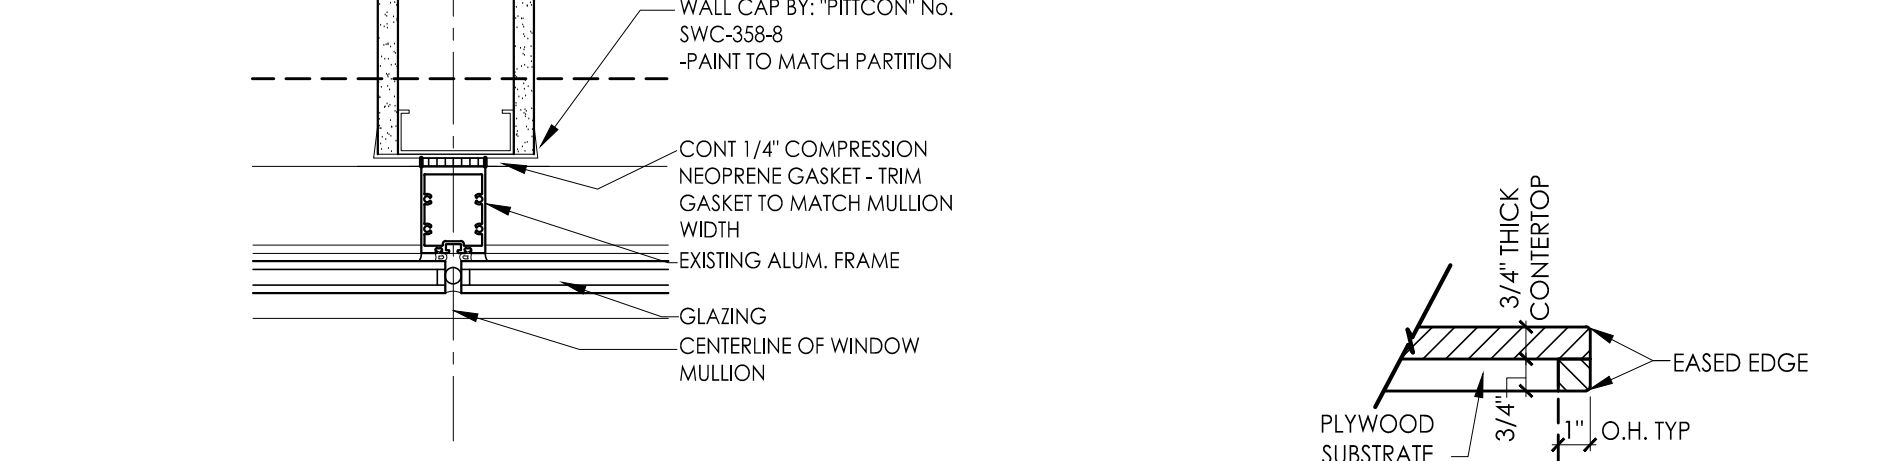 WALL CAP BY: "PITTCON" No.
SWC-358-8
-PAINT TO MATCH PARTITION
CONT 1/4" COMPRESSION
NEOPRENE GASKET - TRIM
GASKET TO MATCH MULLION
WIDTH
EXISTING ALUM. FRAME
GLAZING
CENTERLINE OF WINDOW
MULLION
3/4" THICK
CONTERTOP
EASED EDGE
3/4"
1" O.H. TYP
PLYWOOD
SUBSTRATE